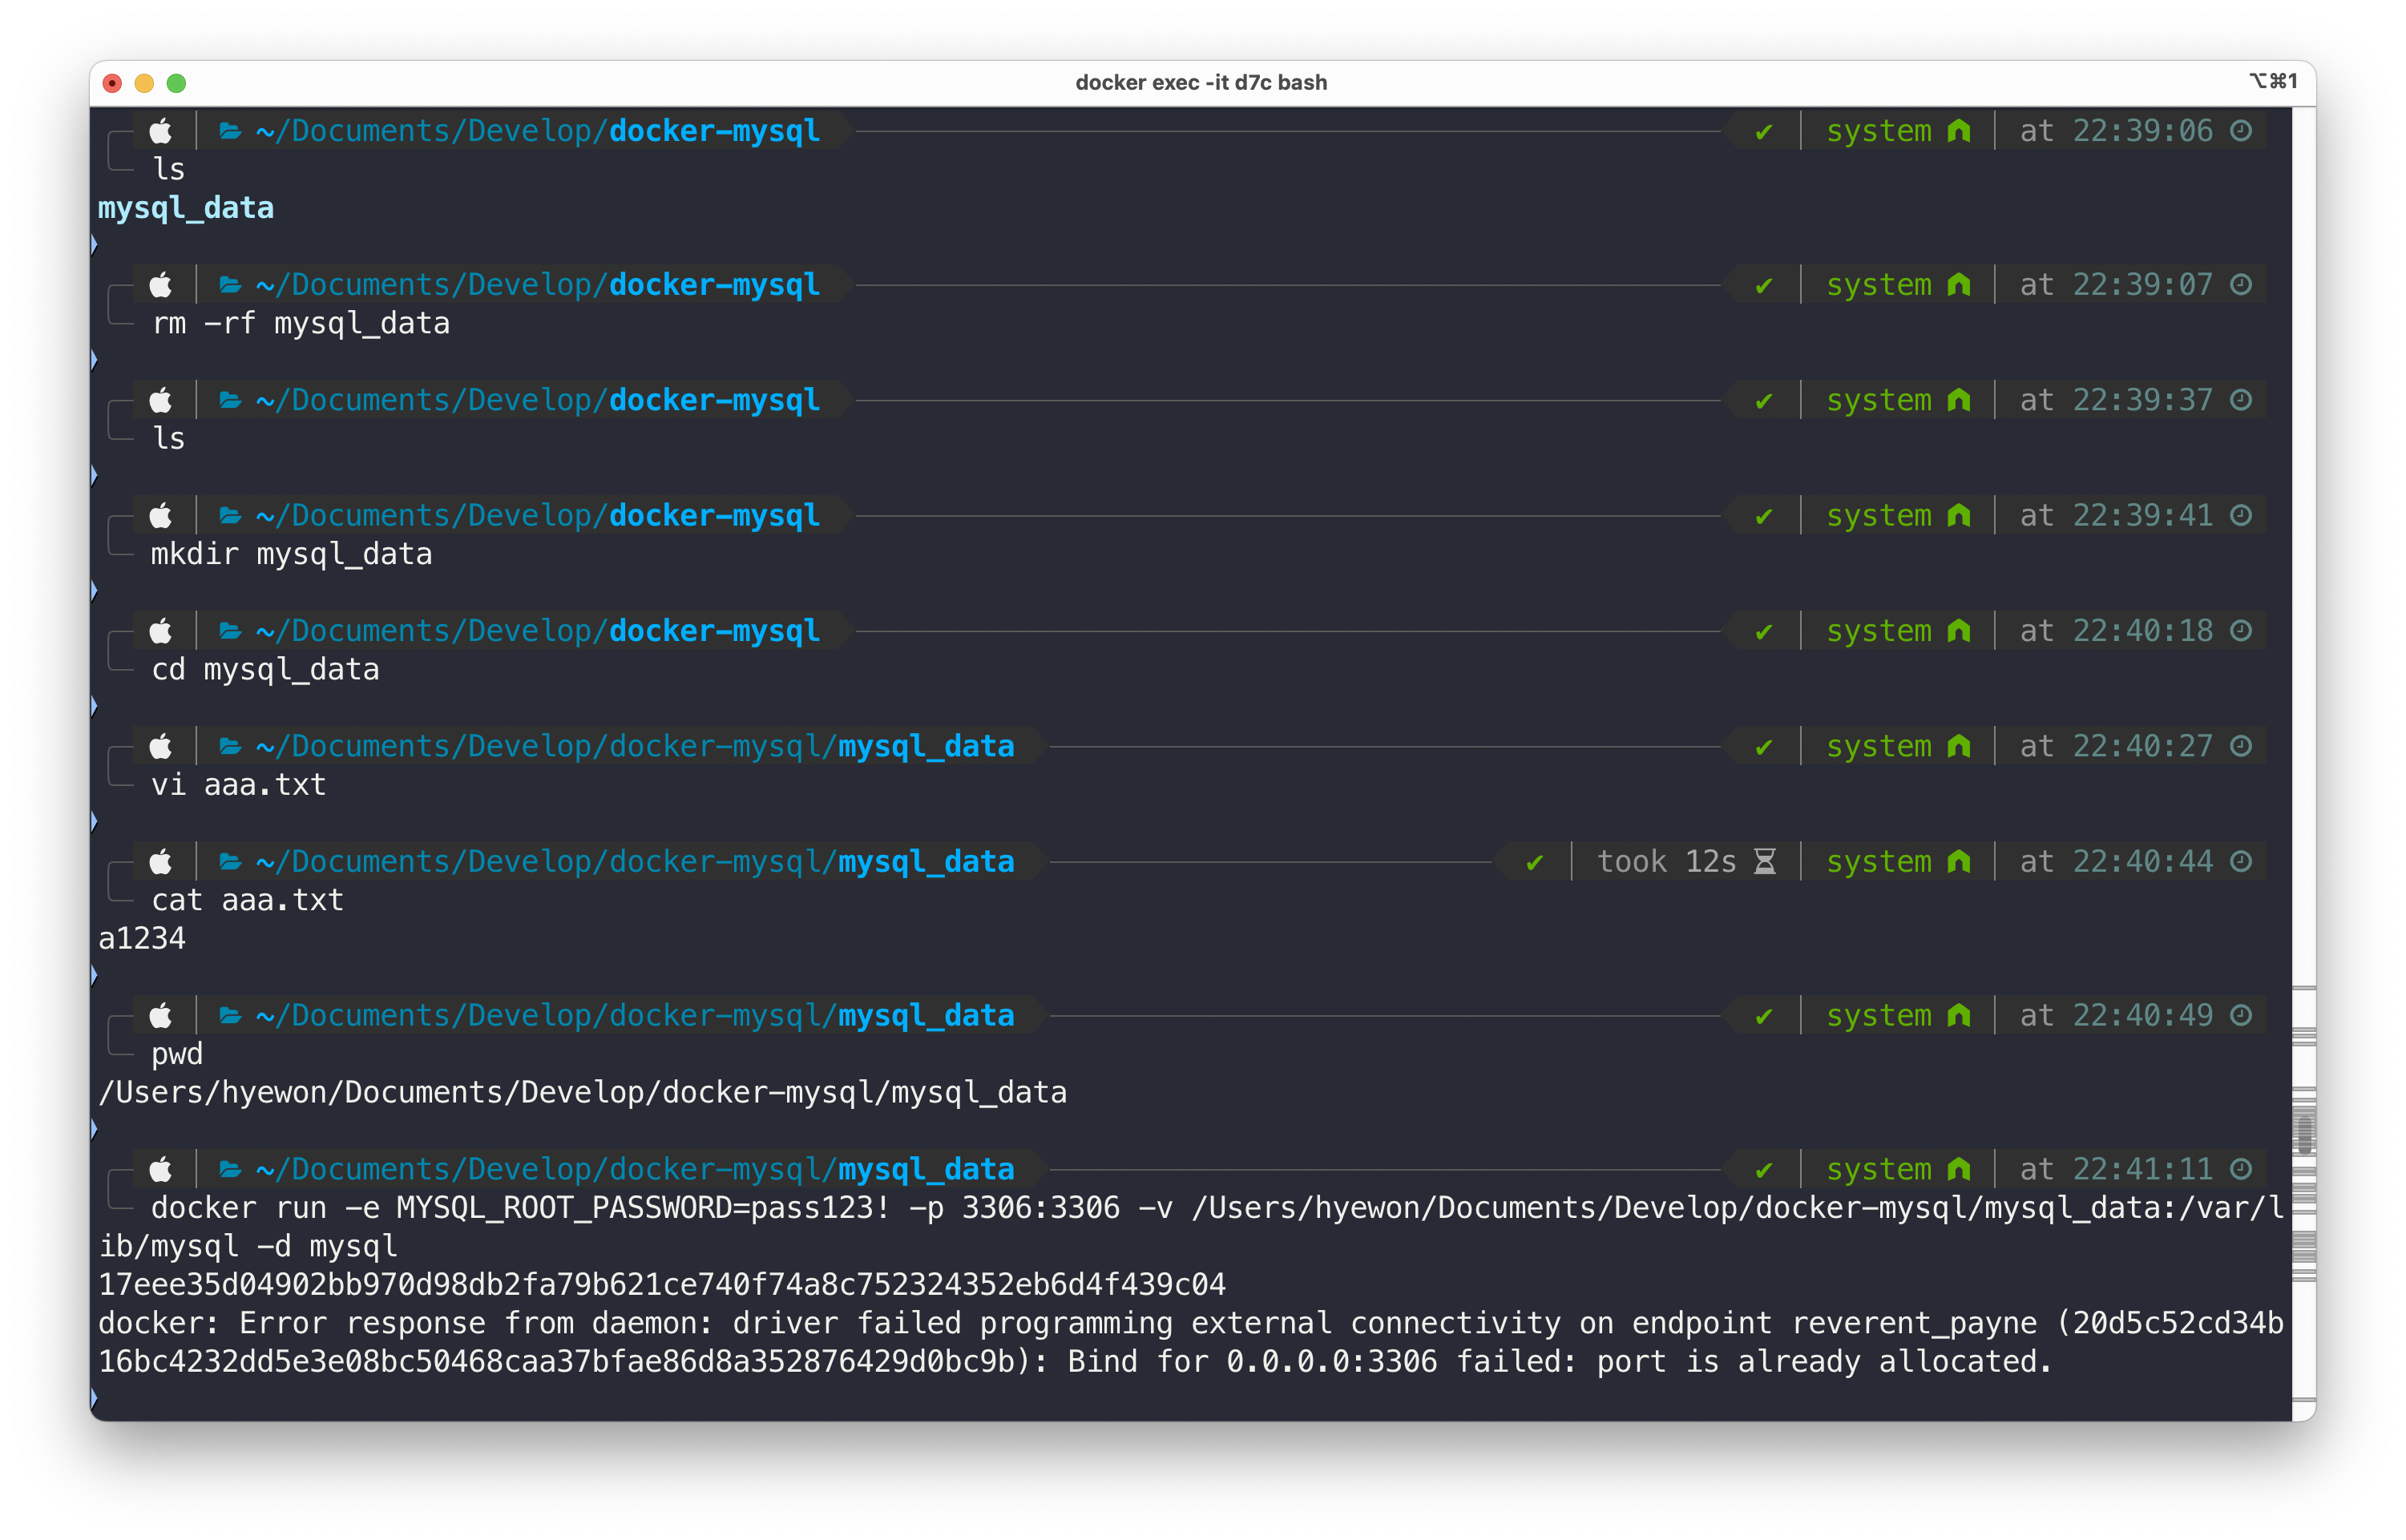 docker exec -it d7c bash
⌥⌘1
~/Documents/Develop/docker-mysql ✔ system at 22:39:06
ls
mysql_data
~/Documents/Develop/docker-mysql ✔ system at 22:39:07
rm -rf mysql_data
~/Documents/Develop/docker-mysql ✔ system at 22:39:37
ls
~/Documents/Develop/docker-mysql ✔ system at 22:39:41
mkdir mysql_data
~/Documents/Develop/docker-mysql ✔ system at 22:40:18
cd mysql_data
~/Documents/Develop/docker-mysql/mysql_data ✔ system at 22:40:27
vi aaa.txt
~/Documents/Develop/docker-mysql/mysql_data ✔ took 12s system at 22:40:44
cat aaa.txt
a1234
~/Documents/Develop/docker-mysql/mysql_data ✔ system at 22:40:49
pwd
/Users/hyewon/Documents/Develop/docker-mysql/mysql_data
~/Documents/Develop/docker-mysql/mysql_data ✔ system at 22:41:11
docker run -e MYSQL_ROOT_PASSWORD=pass123! -p 3306:3306 -v /Users/hyewon/Documents/Develop/docker-mysql/mysql_data:/var/l
ib/mysql -d mysql
17eee35d04902bb970d98db2fa79b621ce740f74a8c752324352eb6d4f439c04
docker: Error response from daemon: driver failed programming external connectivity on endpoint reverent_payne (20d5c52cd34b
16bc4232dd5e3e08bc50468caa37bfae86d8a352876429d0bc9b): Bind for 0.0.0.0:3306 failed: port is already allocated.